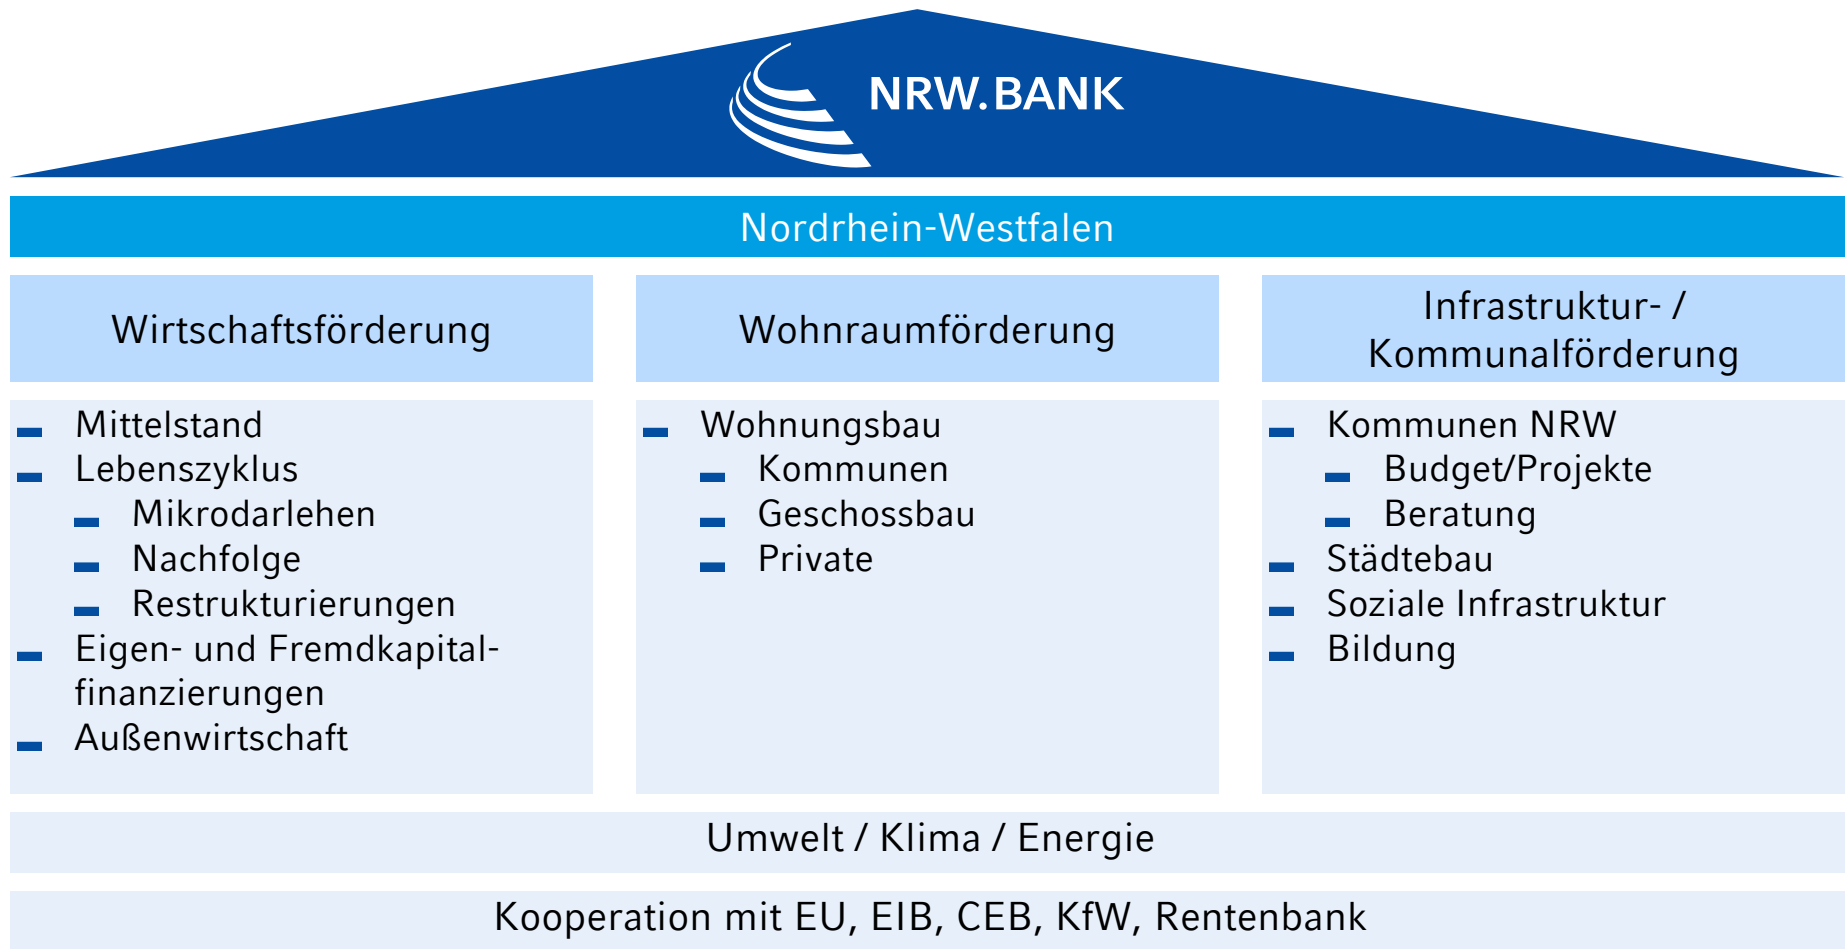 NRW.BANK
Nordrhein-Westfalen
Wirtschaftsförderung
Mittelstand
Lebenszyklus
Mikrodarlehen
Nachfolge
Restrukturierungen
Eigen- und Fremdkapital-
finanzierungen
Außenwirtschaft
Wohnraumförderung
Wohnungsbau
Kommunen
Geschossbau
Private
Infrastruktur- /
Kommunalförderung
Kommunen NRW
Budget/Projekte
Beratung
Städtebau
Soziale Infrastruktur
Bildung
Umwelt / Klima / Energie
Kooperation mit EU, EIB, CEB, KfW, Rentenbank